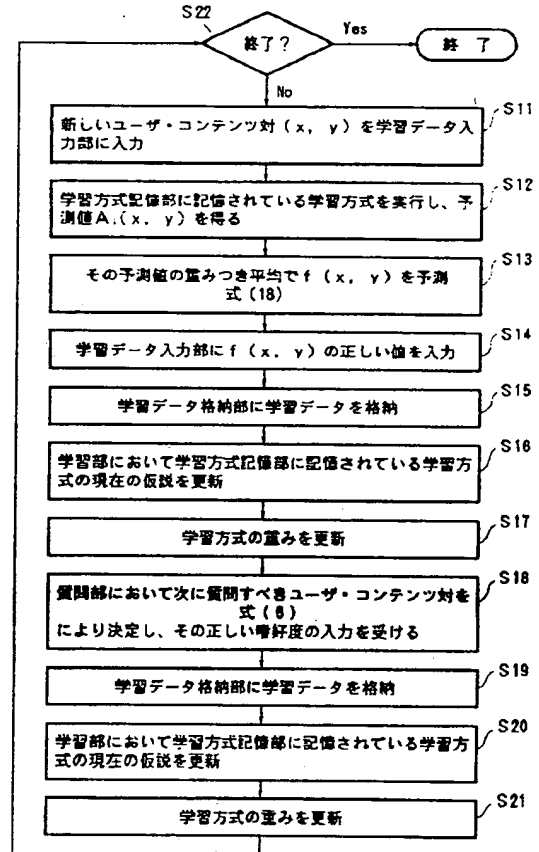 S22
終了?
Yes
終 了
No
S11
新しいユーザ・コンテンツ対(x, y)を学習データ入
力部に入力
S12
学習方式記憶部に記憶されている学習方式を実行し、予
測値Aᵢ(x, y)を得る
S13
その予測値の重みつき平均でf (x, y)を予測
式(18)
S14
学習データ入力部にf (x, y)の正しい値を入力
S15
学習データ格納部に学習データを格納
S16
学習部において学習方式記憶部に記憶されている学習方
式の現在の仮説を更新
S17
学習方式の重みを更新
S18
質問部において次に質問すべきユーザ・コンテンツ対を
式(6)
により決定し、その正しい嗜好度の入力を受ける
S19
学習データ格納部に学習データを格納
S20
学習部において学習方式記憶部に記憶されている学習方
式の現在の仮説を更新
S21
学習方式の重みを更新